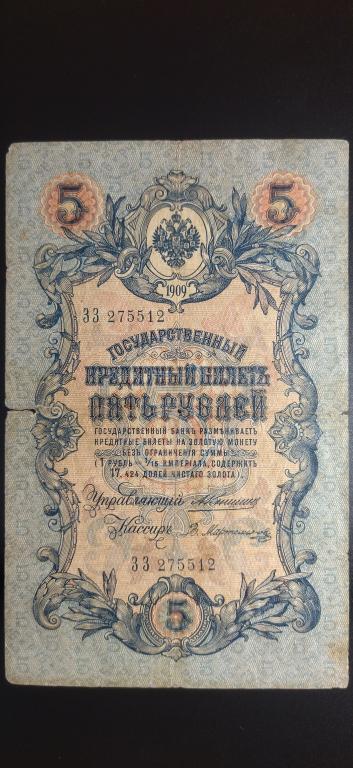 5 5
1909
ЗЗ 275512
ГОСУДАРСТВЕННЫЙ
КРЕДИТНЫЙ БИЛЕТЪ
ПЯТЬ РУБЛЕЙ
ГОСУДАРСТВЕННЫЙ БАНКЪ РАЗМѢНИВАЕТЪ
КРЕДИТНЫЕ БИЛЕТЫ НА ЗОЛОТУЮ МОНЕТУ
БЕЗЪ ОГРАНИЧЕНІЯ СУММЫ
(1 РУБЛЬ = 1/15 ИМПЕРІАЛА, СОДЕРЖИТЪ
17,424 ДОЛЕЙ ЧИСТАГО ЗОЛОТА)
Управляющій
Кассиръ
ЗЗ 275512
5